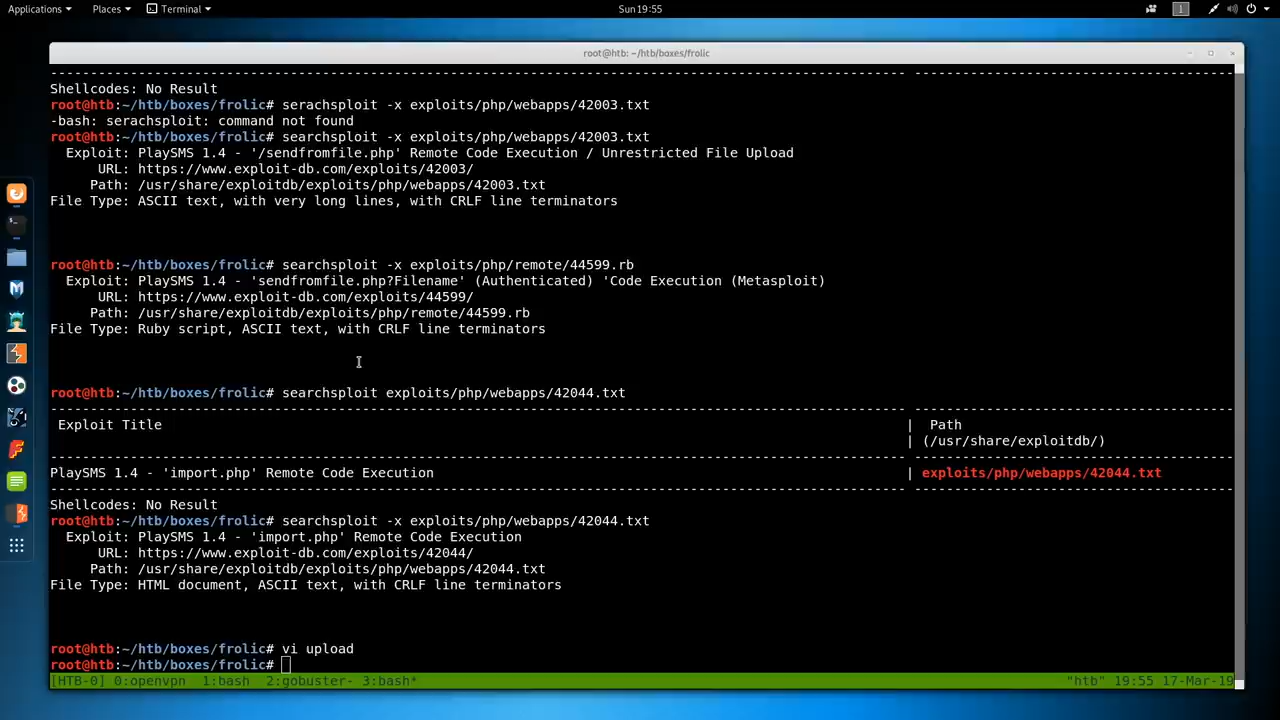 Applications Places Terminal Sun 19:55 1
root@htb: ~/htb/boxes/frolic
Shellcodes: No Result
root@htb:~/htb/boxes/frolic# serachsploit -x exploits/php/webapps/42003.txt
-bash: serachsploit: command not found
root@htb:~/htb/boxes/frolic# searchsploit -x exploits/php/webapps/42003.txt
Exploit: PlaySMS 1.4 - '/sendfromfile.php' Remote Code Execution / Unrestricted File Upload
URL: https://www.exploit-db.com/exploits/42003/
Path: /usr/share/exploitdb/exploits/php/webapps/42003.txt
File Type: ASCII text, with very long lines, with CRLF line terminators
root@htb:~/htb/boxes/frolic# searchsploit -x exploits/php/remote/44599.rb
Exploit: PlaySMS 1.4 - 'sendfromfile.php?Filename' (Authenticated) 'Code Execution (Metasploit)
URL: https://www.exploit-db.com/exploits/44599/
Path: /usr/share/exploitdb/exploits/php/remote/44599.rb
File Type: Ruby script, ASCII text, with CRLF line terminators
root@htb:~/htb/boxes/frolic# searchsploit exploits/php/webapps/42044.txt
Exploit Title | Path
| (/usr/share/exploitdb/)
PlaySMS 1.4 - 'import.php' Remote Code Execution | exploits/php/webapps/42044.txt
Shellcodes: No Result
root@htb:~/htb/boxes/frolic# searchsploit -x exploits/php/webapps/42044.txt
Exploit: PlaySMS 1.4 - 'import.php' Remote Code Execution
URL: https://www.exploit-db.com/exploits/42044/
Path: /usr/share/exploitdb/exploits/php/webapps/42044.txt
File Type: HTML document, ASCII text, with CRLF line terminators
root@htb:~/htb/boxes/frolic# vi upload
root@htb:~/htb/boxes/frolic#
[HTB-0] 0:openvpn 1:bash 2:gobuster- 3:bash* "htb" 19:55 17-Mar-19